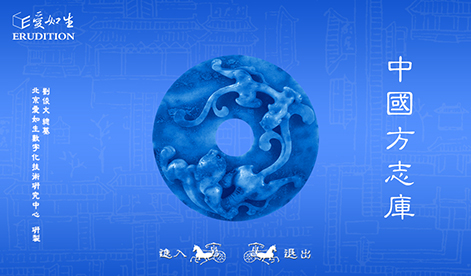 愛如生
ERUDITION
中國方志庫
劉俊文 總纂
北京愛如生數字化技術研究中心 研製
進入
退出